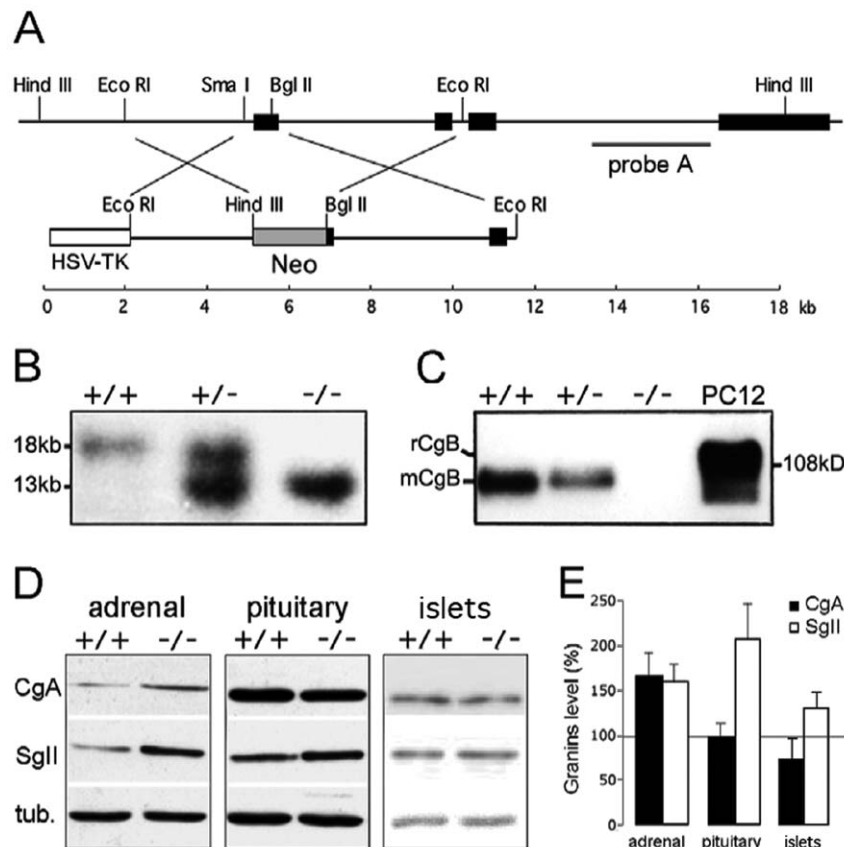 A
Hind III Eco RI Sma I Bgl II Eco RI Hind III
probe A
Eco RI Hind III Bgl II Eco RI
HSV-TK Neo
0 2 4 6 8 10 12 14 16 18 kb
B
+/+ +/- -/-
18kb
13kb
C
+/+ +/- -/- PC12
rCgB
mCgB
108kD
D
adrenal pituitary islets
+/+ -/- +/+ -/- +/+ -/-
CgA
SgII
tub.
E
CgA
SgII
Granins level (%)
250
200
150
100
50
0
adrenal pituitary islets